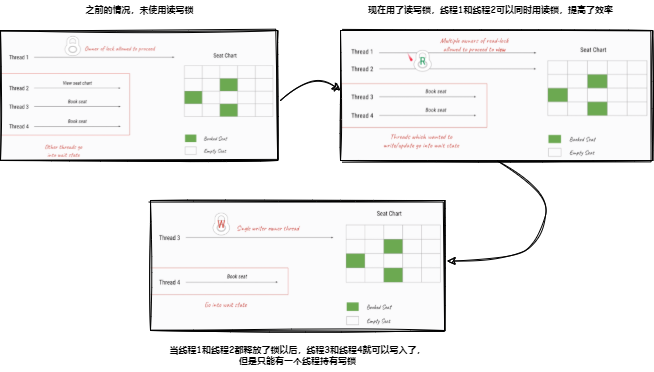 之前的情况，未使用读写锁
Owner of lock allowed to proceed
Thread 1
Seat Chart
View seat chart
Thread 2
Book seat
Thread 3
Book seat
Thread 4
Booked Seat
Empty Seat
Other threads go
into wait state
现在用了读写锁，线程1和线程2可以同时用读锁，提高了效率
Multiple owners of read-lock
allowed to proceed to view
Thread 1
R
Thread 2
Seat Chart
Book seat
Thread 3
Book seat
Thread 4
Threads which wanted to
write/update go into wait state
Booked Seat
Empty Seat
Seat Chart
W
Single writer owner thread
Thread 3
Book seat
Thread 4
Go into wait state
Booked Seat
Empty Seat
当线程1和线程2都释放了锁以后，线程3和线程4就可以写入了，
但是只能有一个线程持有写锁